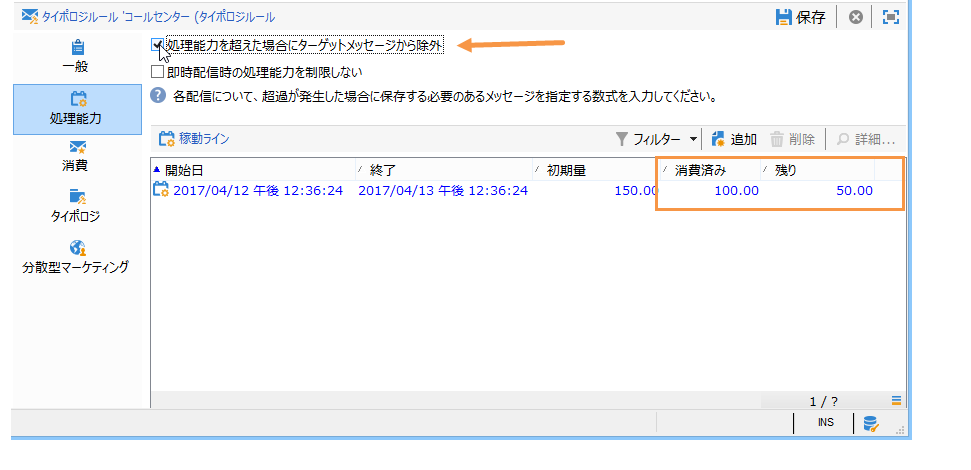 タイポロジルール 'コールセンター (タイポロジルール
保存
一般
処理能力
消費
タイポロジ
分散型マーケティング
処理能力を超えた場合にターゲットメッセージから除外
即時配信時の処理能力を制限しない
? 各配信について、超過が発生した場合に保存する必要のあるメッセージを指定する数式を入力してください。
稼動ライン フィルター 追加 削除 詳細...
開始日 終了 初期量 消費済み 残り
2017/04/12 午後 12:36:24 2017/04/13 午後 12:36:24 150.00 100.00 50.00
1 / ?
INS